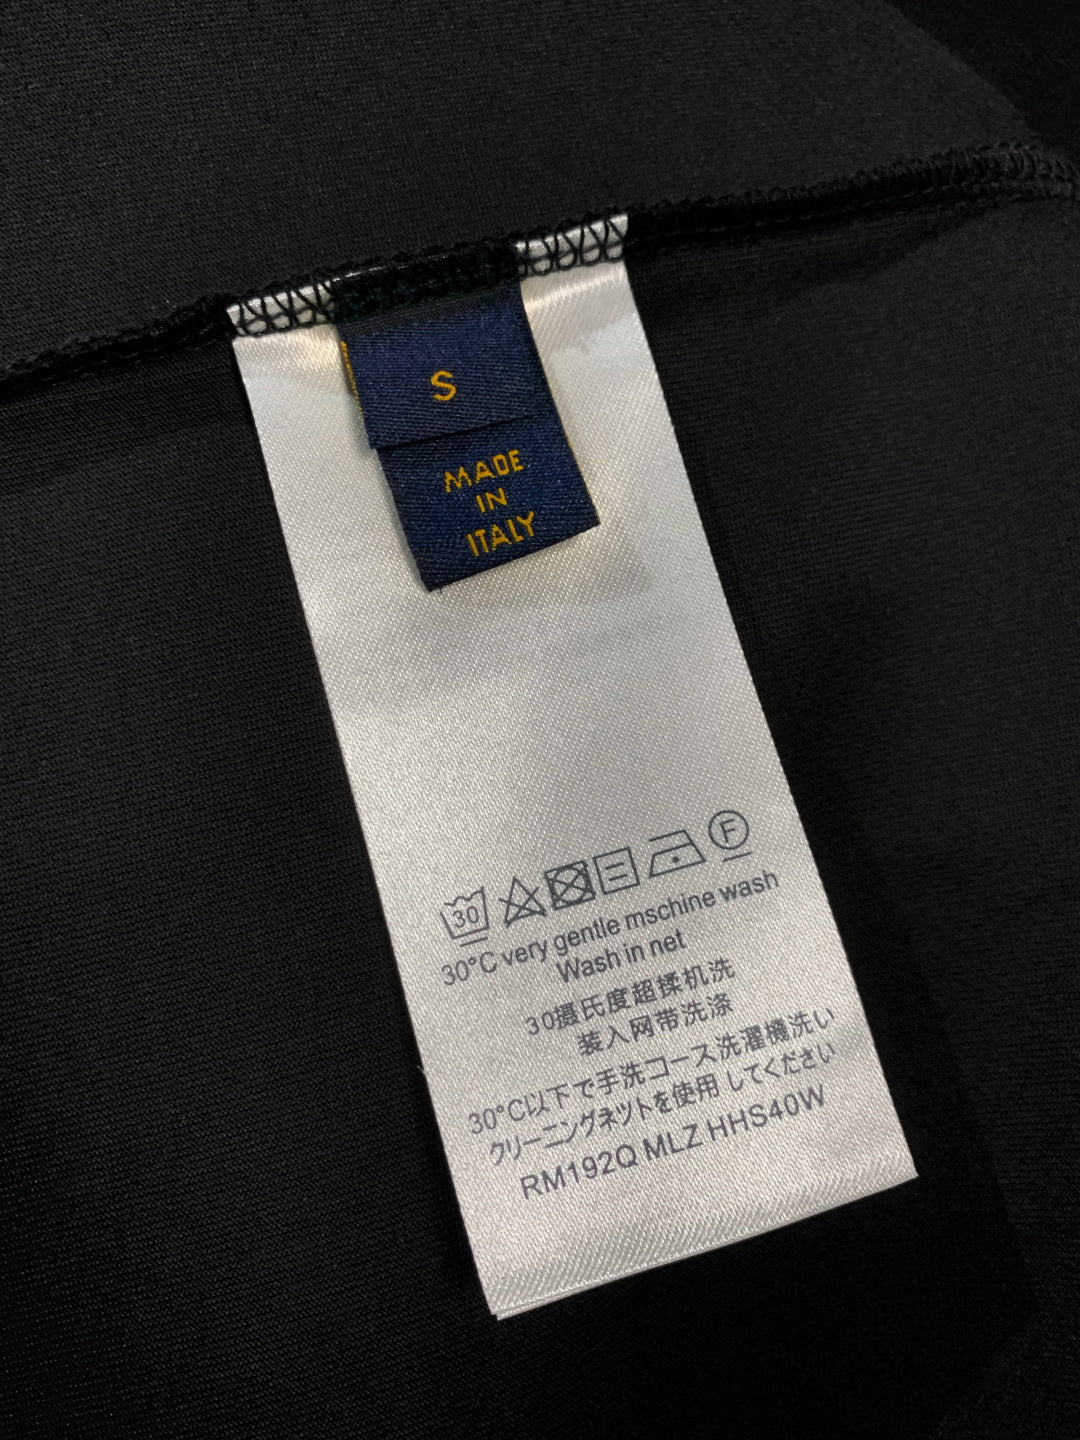 S
MADE
IN
ITALY
30
F
30°C very gentle mschine wash
Wash in net
30摄氏度超揉机洗
装入网带洗涤
30°C以下で手洗コース洗濯機洗い
クリーニングネットを使用してください
RM192Q MLZ HHS40W